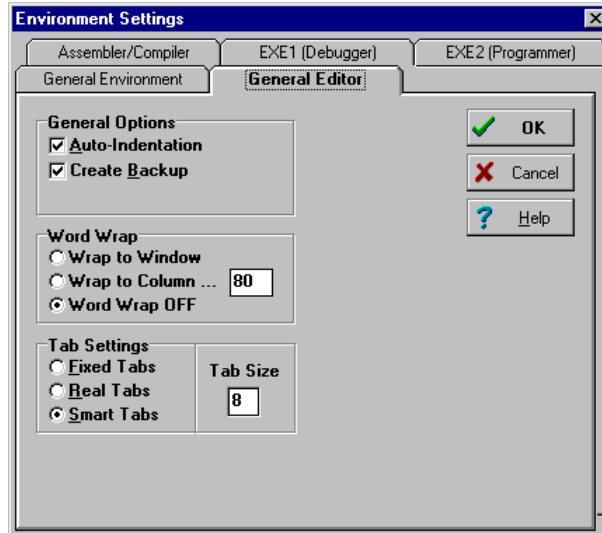 Environment Settings
Assembler/Compiler EXE1 (Debugger) EXE2 (Programmer)
General Environment General Editor
General Options
Auto-Indentation
Create Backup
OK
Cancel
Help
Word Wrap
Wrap to Window
Wrap to Column ... 80
Word Wrap OFF
Tab Settings
Fixed Tabs
Real Tabs
Smart Tabs
Tab Size
8